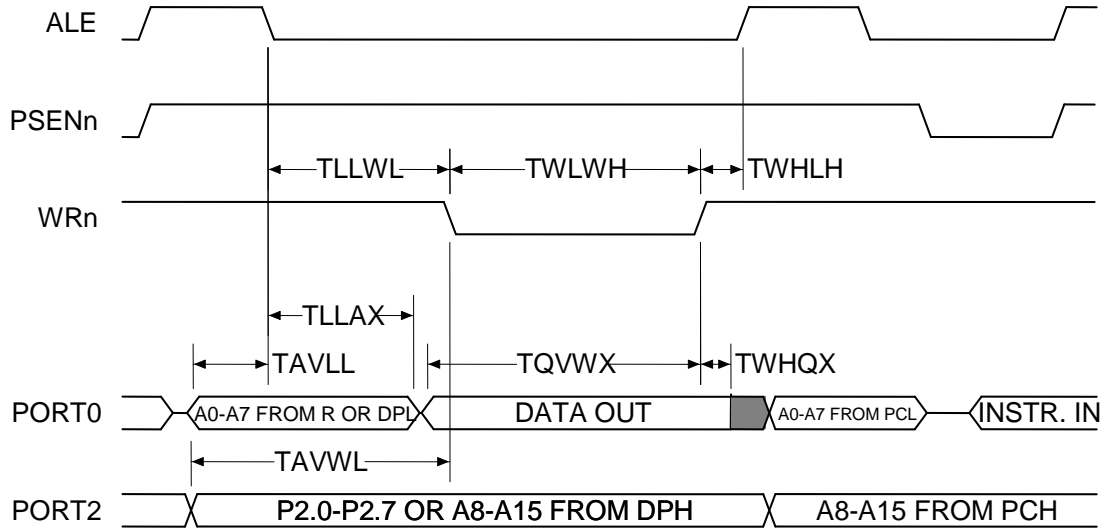 ALE
PSENn
TLLWL TWLWH TWHLH
WRn
TLLAX
TAVLL TQVWX TWHQX
PORT0 A0-A7 FROM R OR DPL DATA OUT A0-A7 FROM PCL INSTR. IN
TAVWL
PORT2 P2.0-P2.7 OR A8-A15 FROM DPH A8-A15 FROM PCH